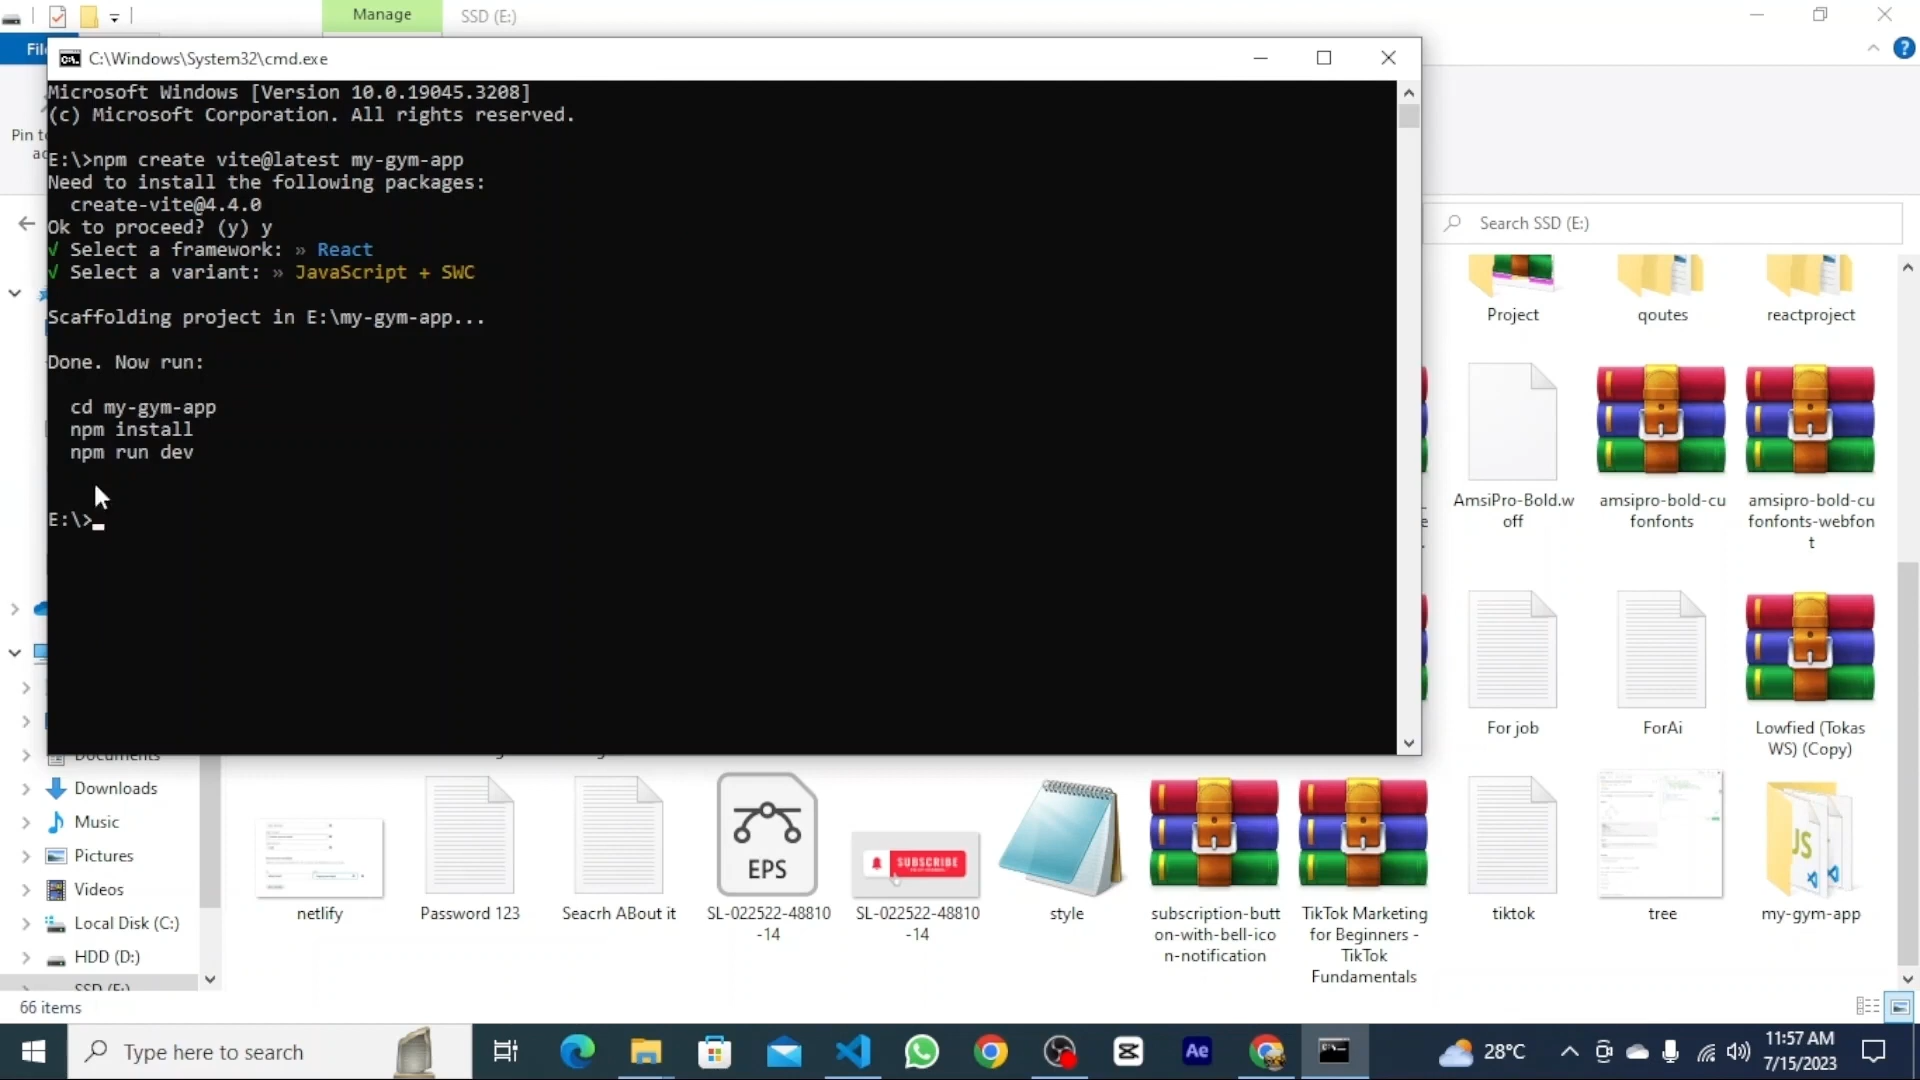 Manage
SSD (E:)
File
C:\Windows\System32\cmd.exe
Microsoft Windows [Version 10.0.19045.3208]
(c) Microsoft Corporation. All rights reserved.
Pin to
E:\>npm create vite@latest my-gym-app
Need to install the following packages:
create-vite@4.4.0
Ok to proceed? (y) y
√ Select a framework: » React
√ Select a variant: » JavaScript + SWC
Scaffolding project in E:\my-gym-app...
Done. Now run:
cd my-gym-app
npm install
npm run dev
E:\>
Search SSD (E:)
Project
qoutes
reactproject
AmsiPro-Bold.w
off
amsipro-bold-cu
fonfonts
amsipro-bold-cu
fonfonts-webfon
t
For job
ForAi
Lowfied (Tokas
WS) (Copy)
Documents
Downloads
Music
Pictures
Videos
Local Disk (C:)
HDD (D:)
SSD (E:)
EPS
SUBSCRIBE
JS
netlify
Password 123
Seacrh ABout it
SL-022522-48810
-14
SL-022522-48810
-14
style
subscription-butt
on-with-bell-ico
n-notification
TikTok Marketing
for Beginners -
TikTok
Fundamentals
tiktok
tree
my-gym-app
66 items
Type here to search
Ae
28°C
11:57 AM
7/15/2023